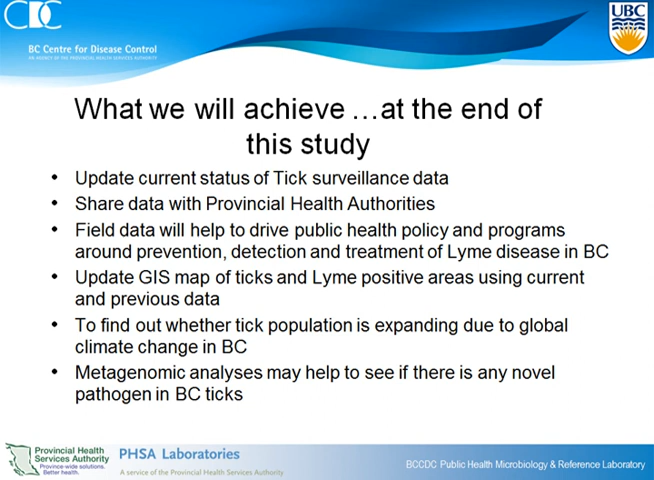 CDC
UBC
BC Centre for Disease Control
AN AGENCY OF THE PROVINCIAL HEALTH SERVICES AUTHORITY
What we will achieve …at the end of
this study
• Update current status of Tick surveillance data
• Share data with Provincial Health Authorities
• Field data will help to drive public health policy and programs
around prevention, detection and treatment of Lyme disease in BC
• Update GIS map of ticks and Lyme positive areas using current
and previous data
• To find out whether tick population is expanding due to global
climate change in BC
• Metagenomic analyses may help to see if there is any novel
pathogen in BC ticks
Provincial Health
Services Authority
Province-wide solutions.
Better health.
PHSA Laboratories
A service of the Provincial Health Services Authority
BCCDC Public Health Microbiology & Reference Laboratory